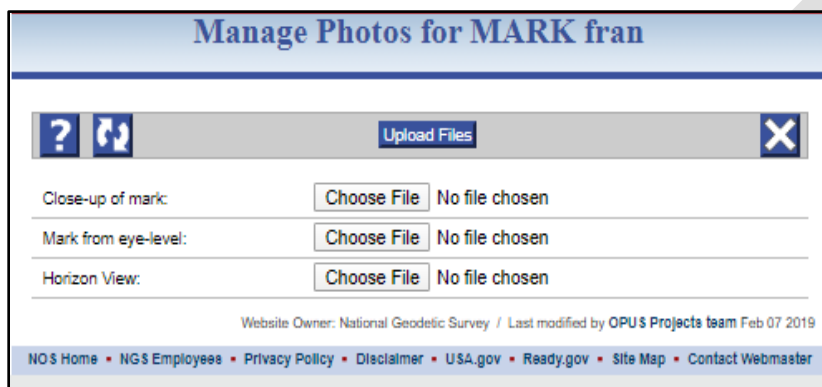 Manage Photos for MARK fran
? Upload Files X
Close-up of mark: Choose File No file chosen
Mark from eye-level: Choose File No file chosen
Horizon View: Choose File No file chosen
Website Owner: National Geodetic Survey / Last modified by OPUS Projects team Feb 07 2019
NOS Home ▪ NGS Employees ▪ Privacy Policy ▪ Disclaimer ▪ USA.gov ▪ Ready.gov ▪ Site Map ▪ Contact Webmaster